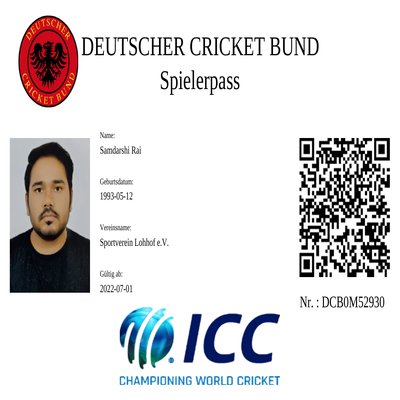 DEUTSCHER
CRICKET BUND
DEUTSCHER CRICKET BUND
Spielerpass
Name:
Samdarshi Rai
Geburtsdatum:
1993-05-12
Vereinsname:
Sportverein Lohhof e.V.
Gültig ab:
2022-07-01
Nr. : DCB0M52930
ICC
CHAMPIONING WORLD CRICKET